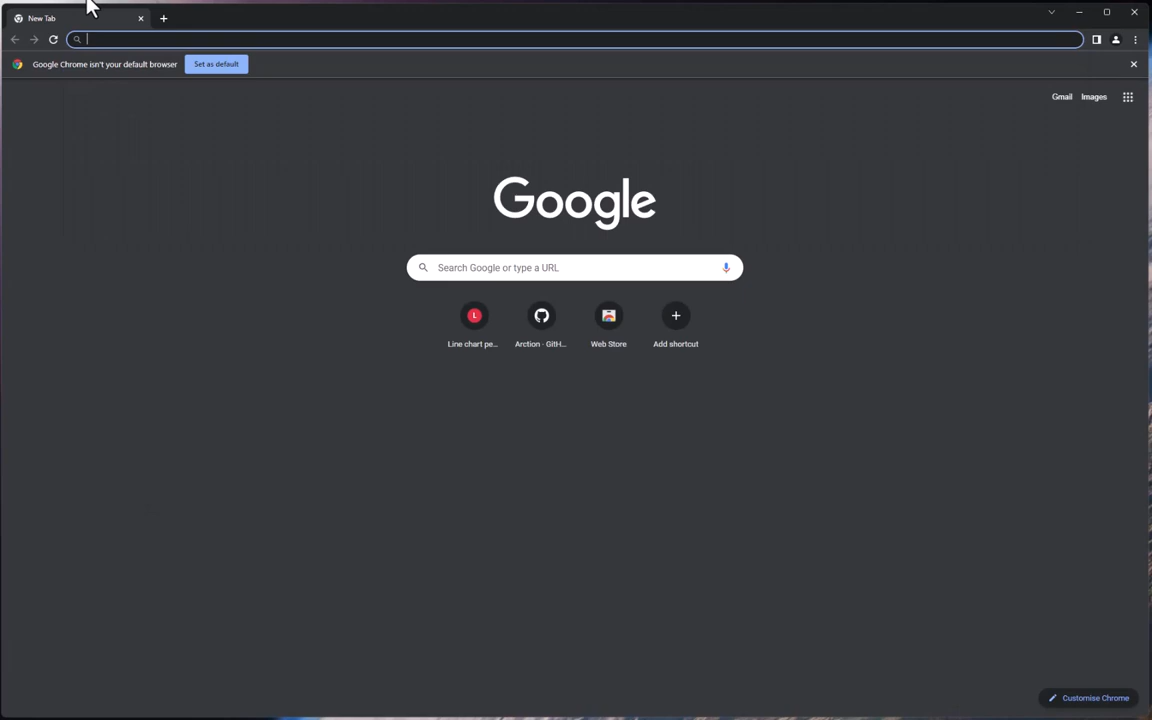 New Tab
Google Chrome isn't your default browser
Set as default
Gmail
Images
Google
Search Google or type a URL
L
Line chart pe...
Arction · GitH...
Web Store
Add shortcut
Customise Chrome